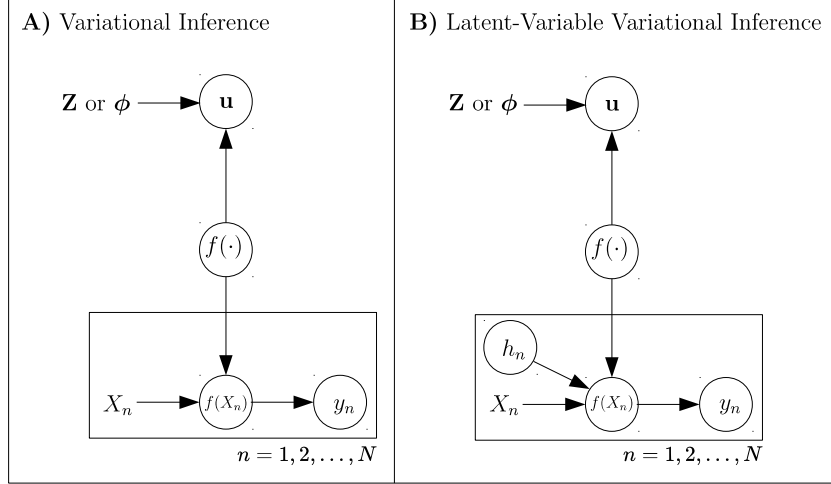 A) Variational Inference
Z or ϕ
u
f(·)
X_n
f(X_n)
y_n
n = 1, 2, . . . , N
B) Latent-Variable Variational Inference
Z or ϕ
u
f(·)
h_n
X_n
f(X_n)
y_n
n = 1, 2, . . . , N